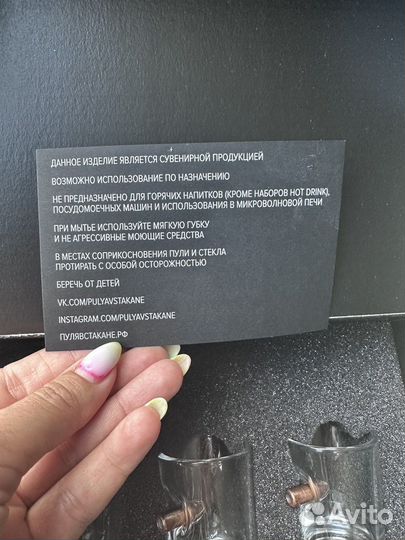 ДАННОЕ ИЗДЕЛИЕ ЯВЛЯЕТСЯ СУВЕНИРНОЙ ПРОДУКЦИЕЙ
ВОЗМОЖНО ИСПОЛЬЗОВАНИЕ ПО НАЗНАЧЕНИЮ
НЕ ПРЕДНАЗНАЧЕНО ДЛЯ ГОРЯЧИХ НАПИТКОВ (КРОМЕ НАБОРОВ HOT DRINK),
ПОСУДОМОЕЧНЫХ МАШИН И ИСПОЛЬЗОВАНИЯ В МИКРОВОЛНОВОЙ ПЕЧИ
ПРИ МЫТЬЕ ИСПОЛЬЗУЙТЕ МЯГКУЮ ГУБКУ
И НЕ АГРЕССИВНЫЕ МОЮЩИЕ СРЕДСТВА
В МЕСТАХ СОПРИКОСНОВЕНИЯ ПУЛИ И СТЕКЛА
ПРОТИРАТЬ С ОСОБОЙ ОСТОРОЖНОСТЬЮ
БЕРЕЧЬ ОТ ДЕТЕЙ
VK.COM/PULYAVSTAKANE
INSTAGRAM.COM/PULYAVSTAKANE
ПУЛЯВСТАКАНЕ.РФ
Avito